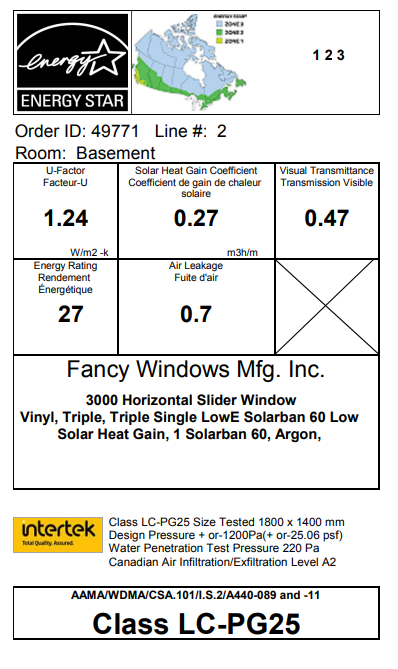 energy
ENERGY STAR
ENERGY STAR
ZONE 3
ZONE 2
ZONE 1
1 2 3
Order ID: 49771 Line #: 2
Room: Basement
U-Factor
Facteur-U
1.24
W/m2 -k
Solar Heat Gain Coefficient
Coefficient de gain de chaleur
solaire
0.27
Visual Transmittance
Transmission Visible
0.47
Energy Rating
Rendement
Énergétique
27
m3h/m
Air Leakage
Fuite d'air
0.7
Fancy Windows Mfg. Inc.
3000 Horizontal Slider Window
Vinyl, Triple, Triple Single LowE Solarban 60 Low
Solar Heat Gain, 1 Solarban 60, Argon,
intertek
Total Quality. Assured.
Class LC-PG25 Size Tested 1800 x 1400 mm
Design Pressure + or-1200Pa(+ or-25.06 psf)
Water Penetration Test Pressure 220 Pa
Canadian Air Infiltration/Exfiltration Level A2
AAMA/WDMA/CSA.101/I.S.2/A440-089 and -11
Class LC-PG25